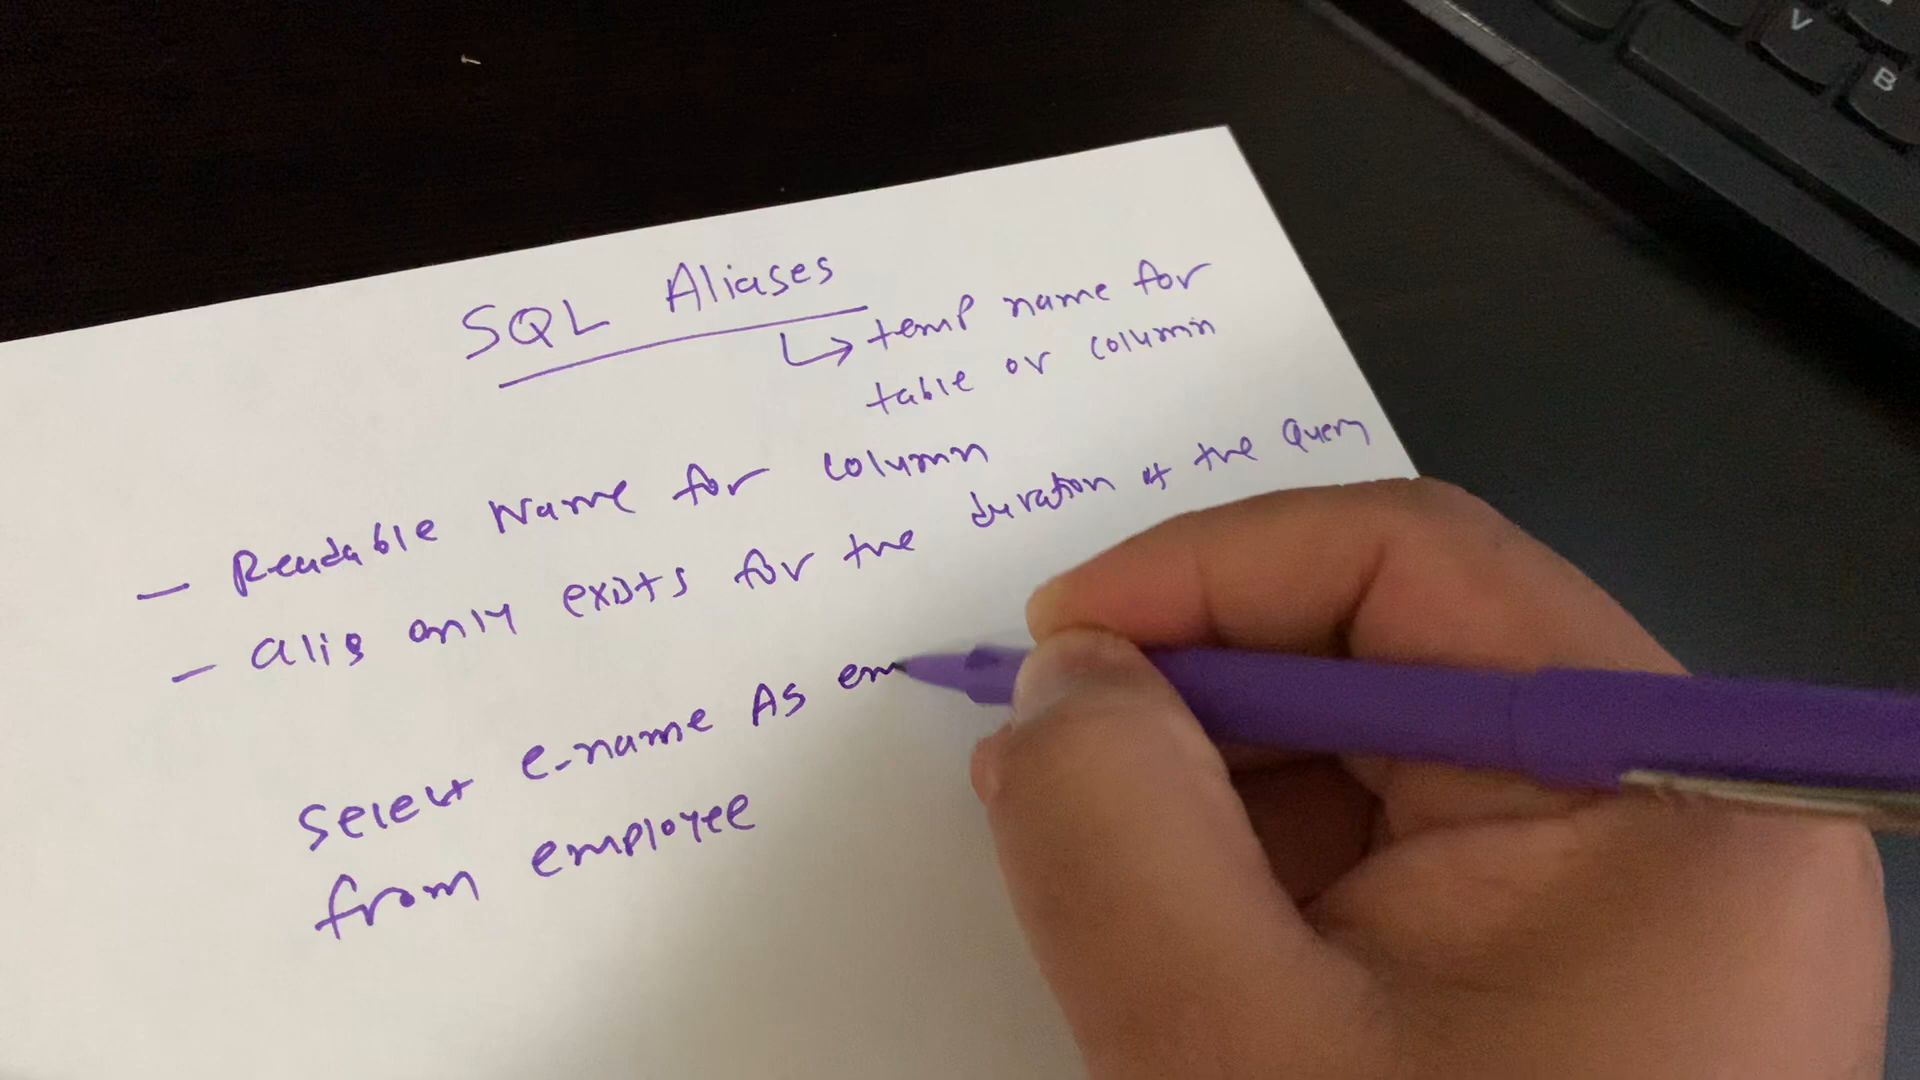 SQL Aliases
temp name for
table or column
- Readable Name for column
- alis only exists for the duration of the Query
Select e-name As em
from employee
V
B